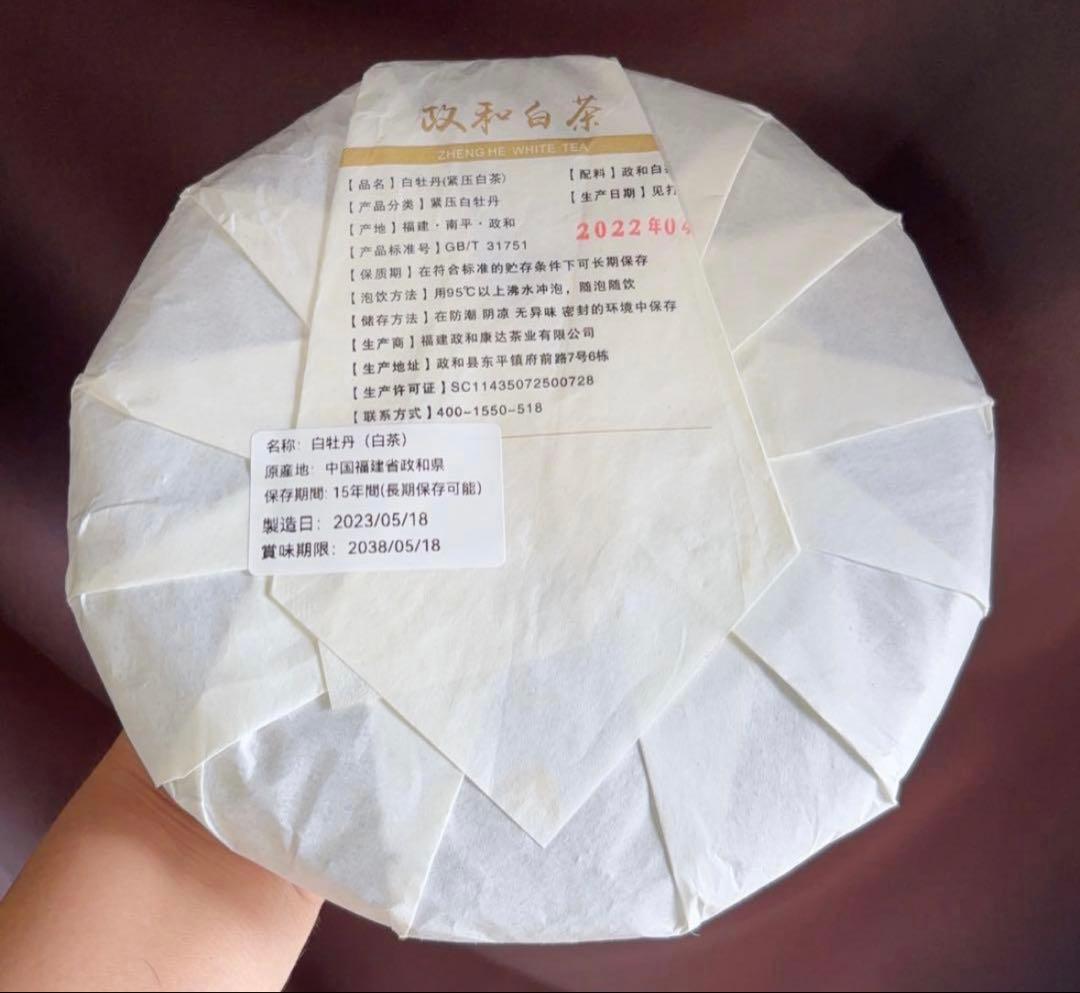 政和白茶
ZHENG HE WHITE TEA
【品名】白牡丹(紧压白茶)
【配料】政和白
【产品分类】紧压白牡丹
【生产日期】见
【产地】福建·南平·政和
2022年04
【产品标准号】GB/T 31751
【保质期】在符合标准的贮存条件下可长期保存
【泡饮方法】用95℃以上沸水冲泡，随泡随饮
【储存方法】在防潮 阴凉 无异味 密封的环境中保存
【生产商】福建政和康达茶业有限公司
【生产地址】政和县东平镇府前路7号6栋
【生产许可证】SC11435072500728
【联系方式】400-1550-518
名称: 白牡丹（白茶）
原産地: 中国福建省政和県
保存期間: 15年間(長期保存可能)
製造日: 2023/05/18
賞味期限: 2038/05/18